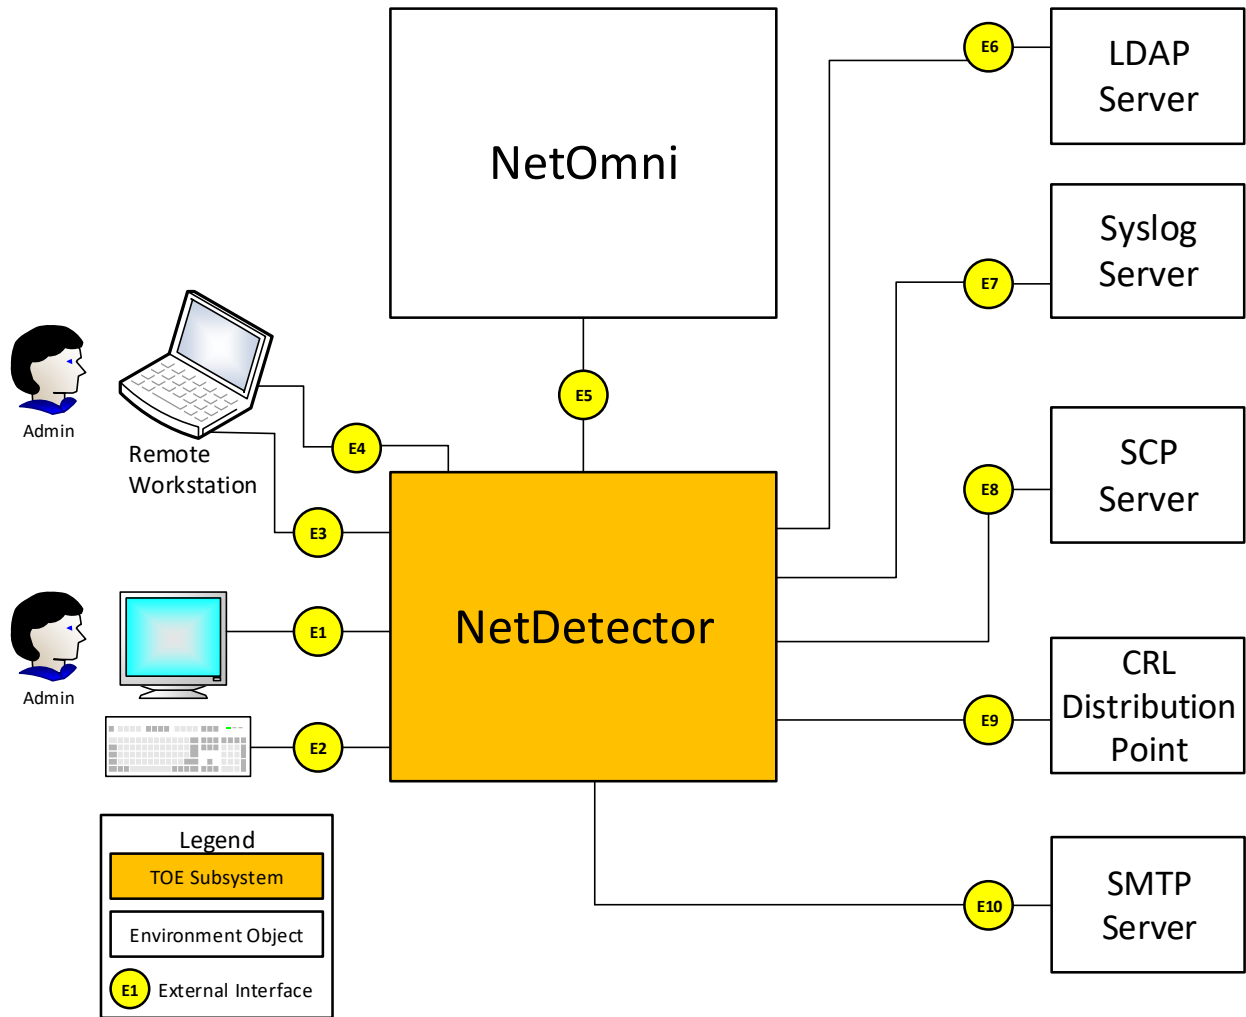 NetOmni
E6
LDAP
Server
Syslog
Server
E7
E5
Admin
Remote
Workstation
E4
E3
SCP
Server
E8
NetDetector
E1
Admin
E2
CRL
Distribution
Point
E9
SMTP
Server
E10
Legend
TOE Subsystem
Environment Object
E1 External Interface